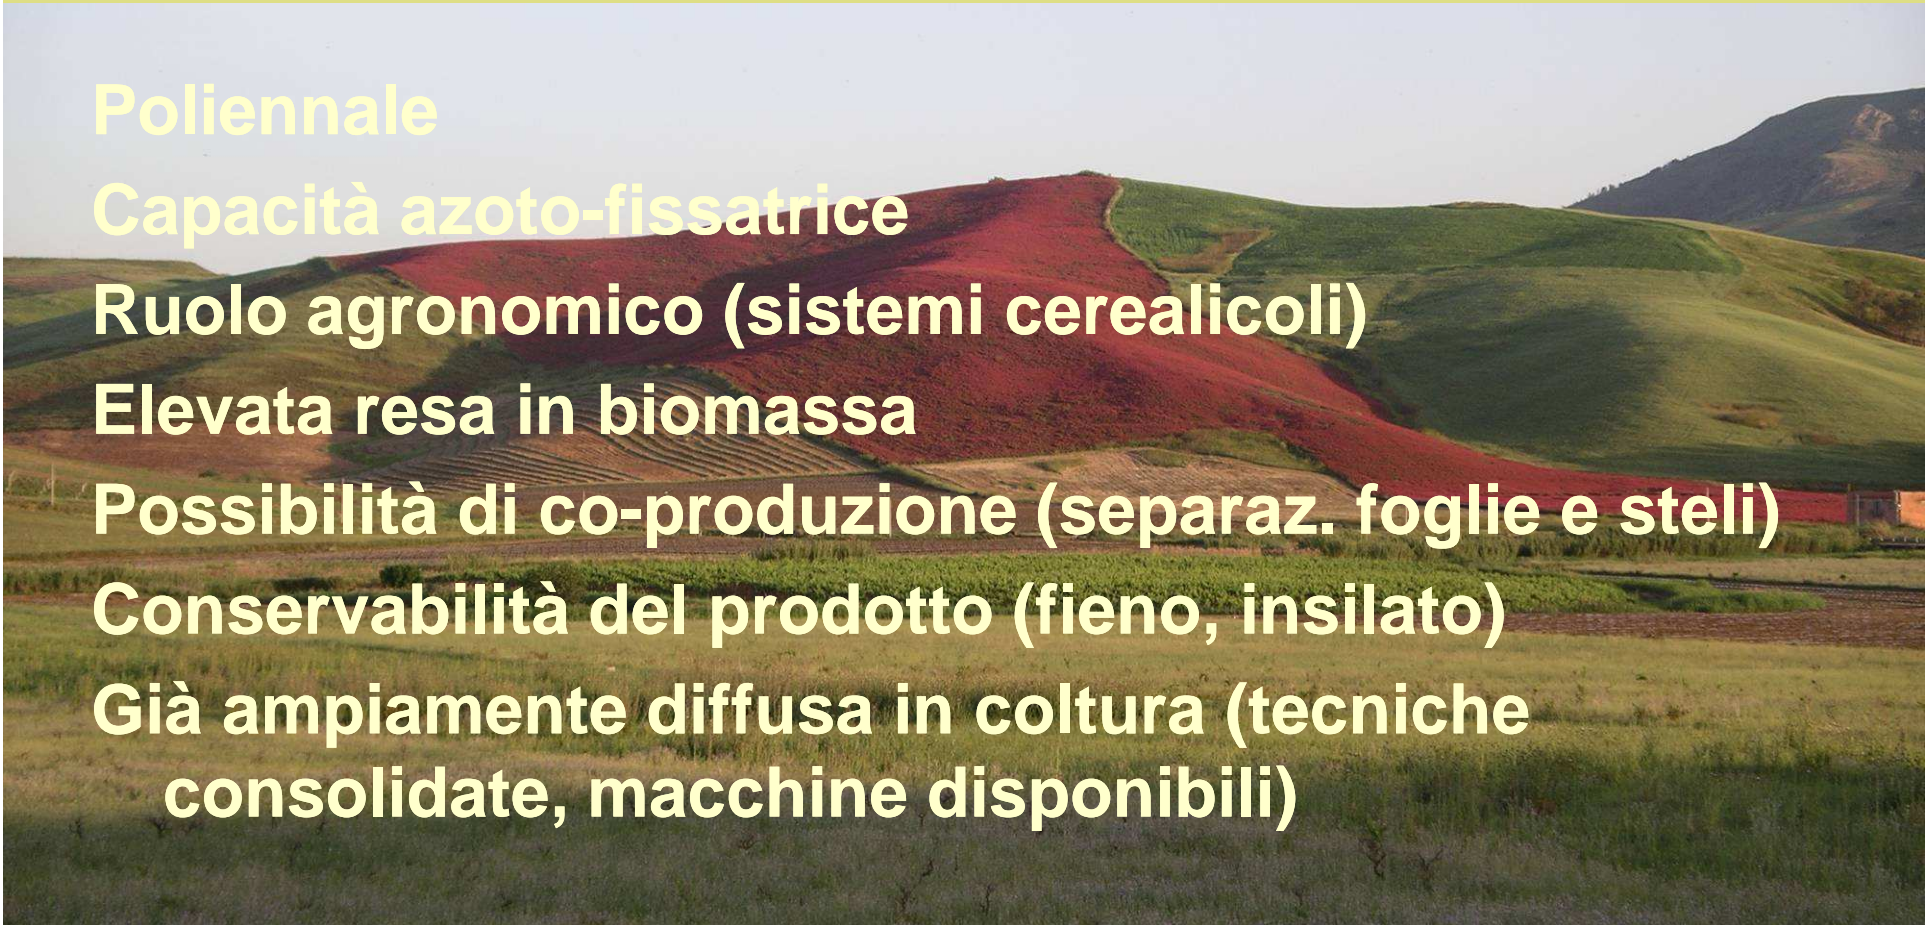 Poliennale
Capacità azoto-fissatrice
Ruolo agronomico (sistemi cerealicoli)
Elevata resa in biomassa
Possibilità di co-produzione (separaz. foglie e steli)
Conservabilità del prodotto (fieno, insilato)
Già ampiamente diffusa in coltura (tecniche
consolidate, macchine disponibili)